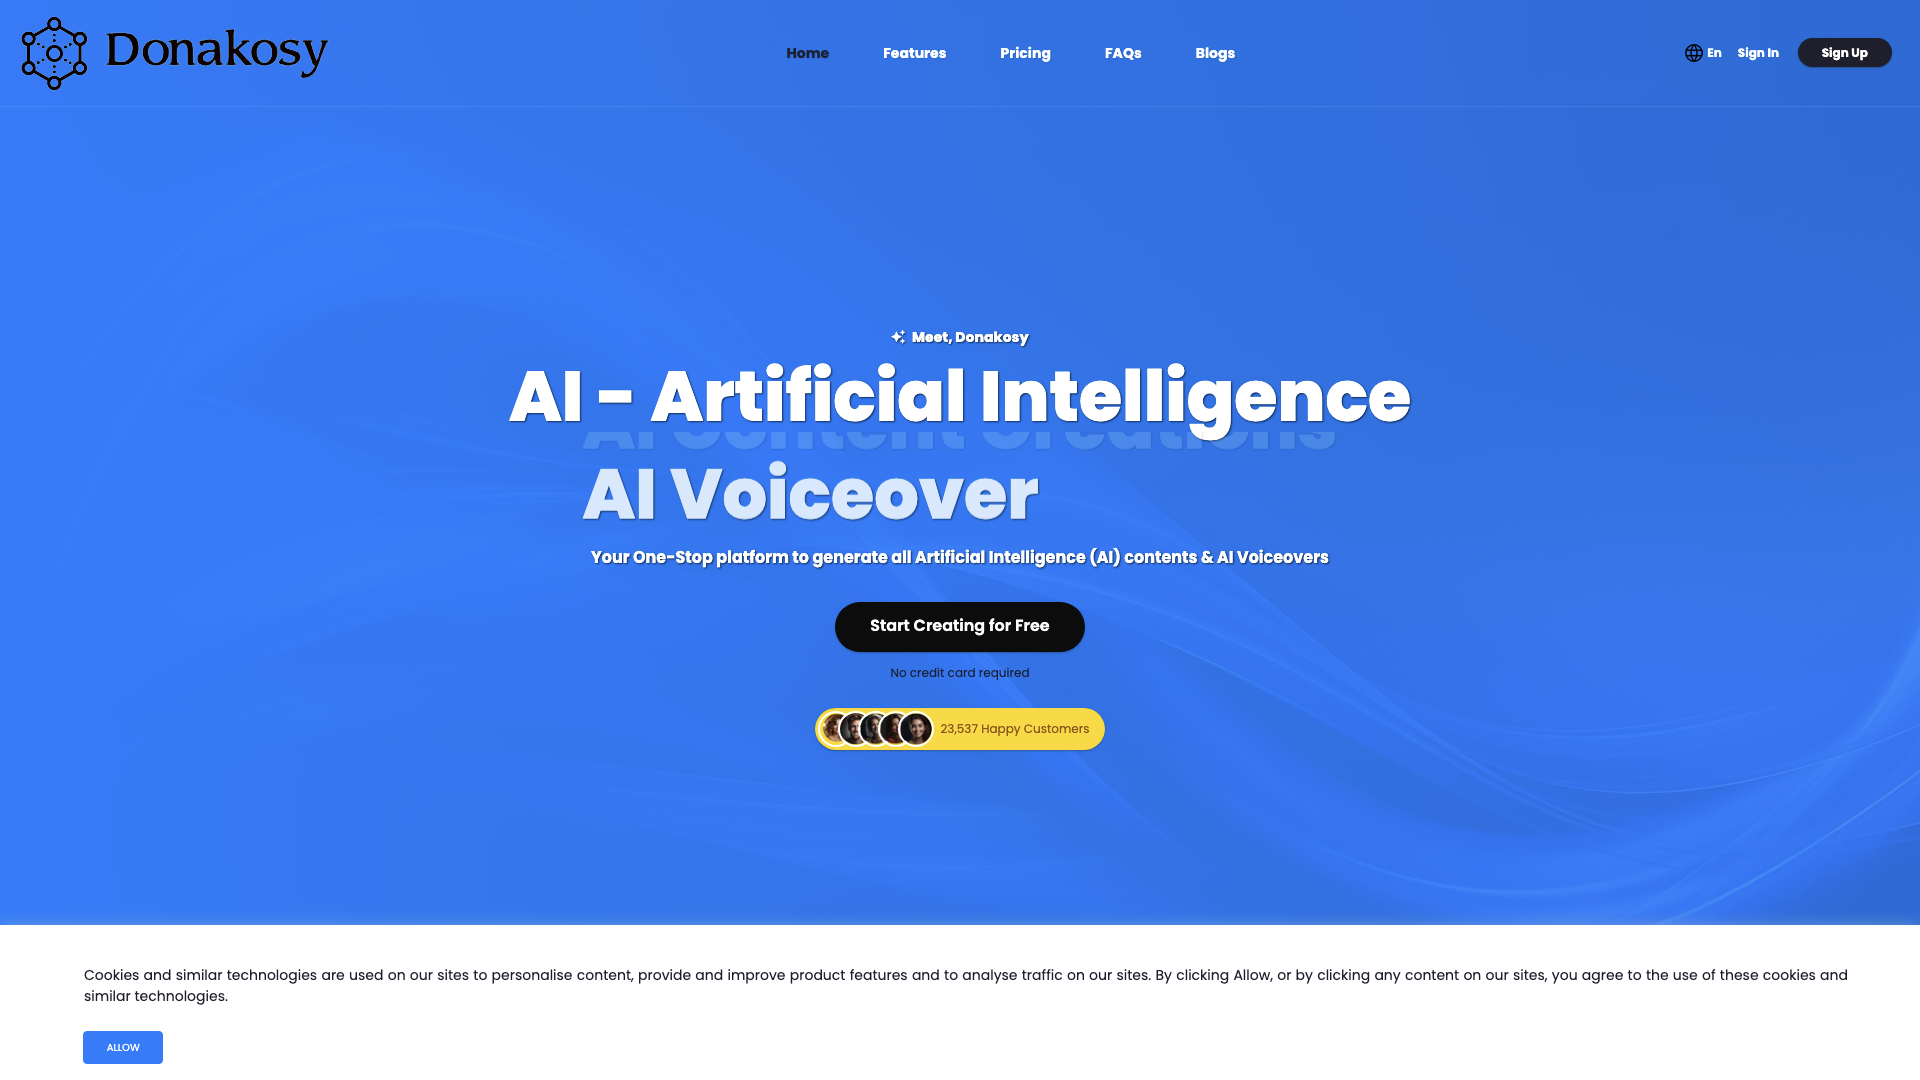 Donakosy
Home
Features
Pricing
FAQs
Blogs
En
Sign In
Sign Up
Meet, Donakosy
AI - Artificial Intelligence
AI Content Creations
AI Voiceover
Your One-Stop platform to generate all Artificial Intelligence (AI) contents & AI Voiceovers
Start Creating for Free
No credit card required
23,537 Happy Customers
Cookies and similar technologies are used on our sites to personalise content, provide and improve product features and to analyse traffic on our sites. By clicking Allow, or by clicking any content on our sites, you agree to the use of these cookies and
similar technologies.
ALLOW